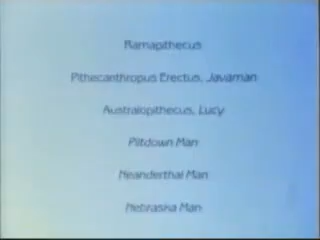 Ramapithecus
Pithecanthropus Erectus, Javaman
Australopithecus, Lucy
Piltdown Man
Neanderthal Man
Nebraska Man